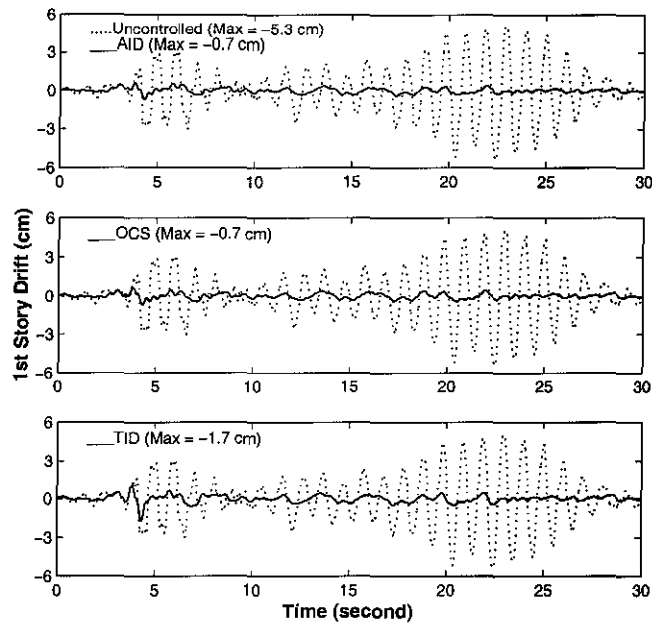 .....Uncontrolled (Max = −5.3 cm)
___AID (Max = −0.7 cm)
6
3
0
−3
−6
0 5 10 15 20 25 30
___OCS (Max = −0.7 cm)
6
3
0
−3
−6
0 5 10 15 20 25 30
1st Story Drift (cm)
___TID (Max = −1.7 cm)
6
3
0
−3
−6
0 5 10 15 20 25 30
Time (second)